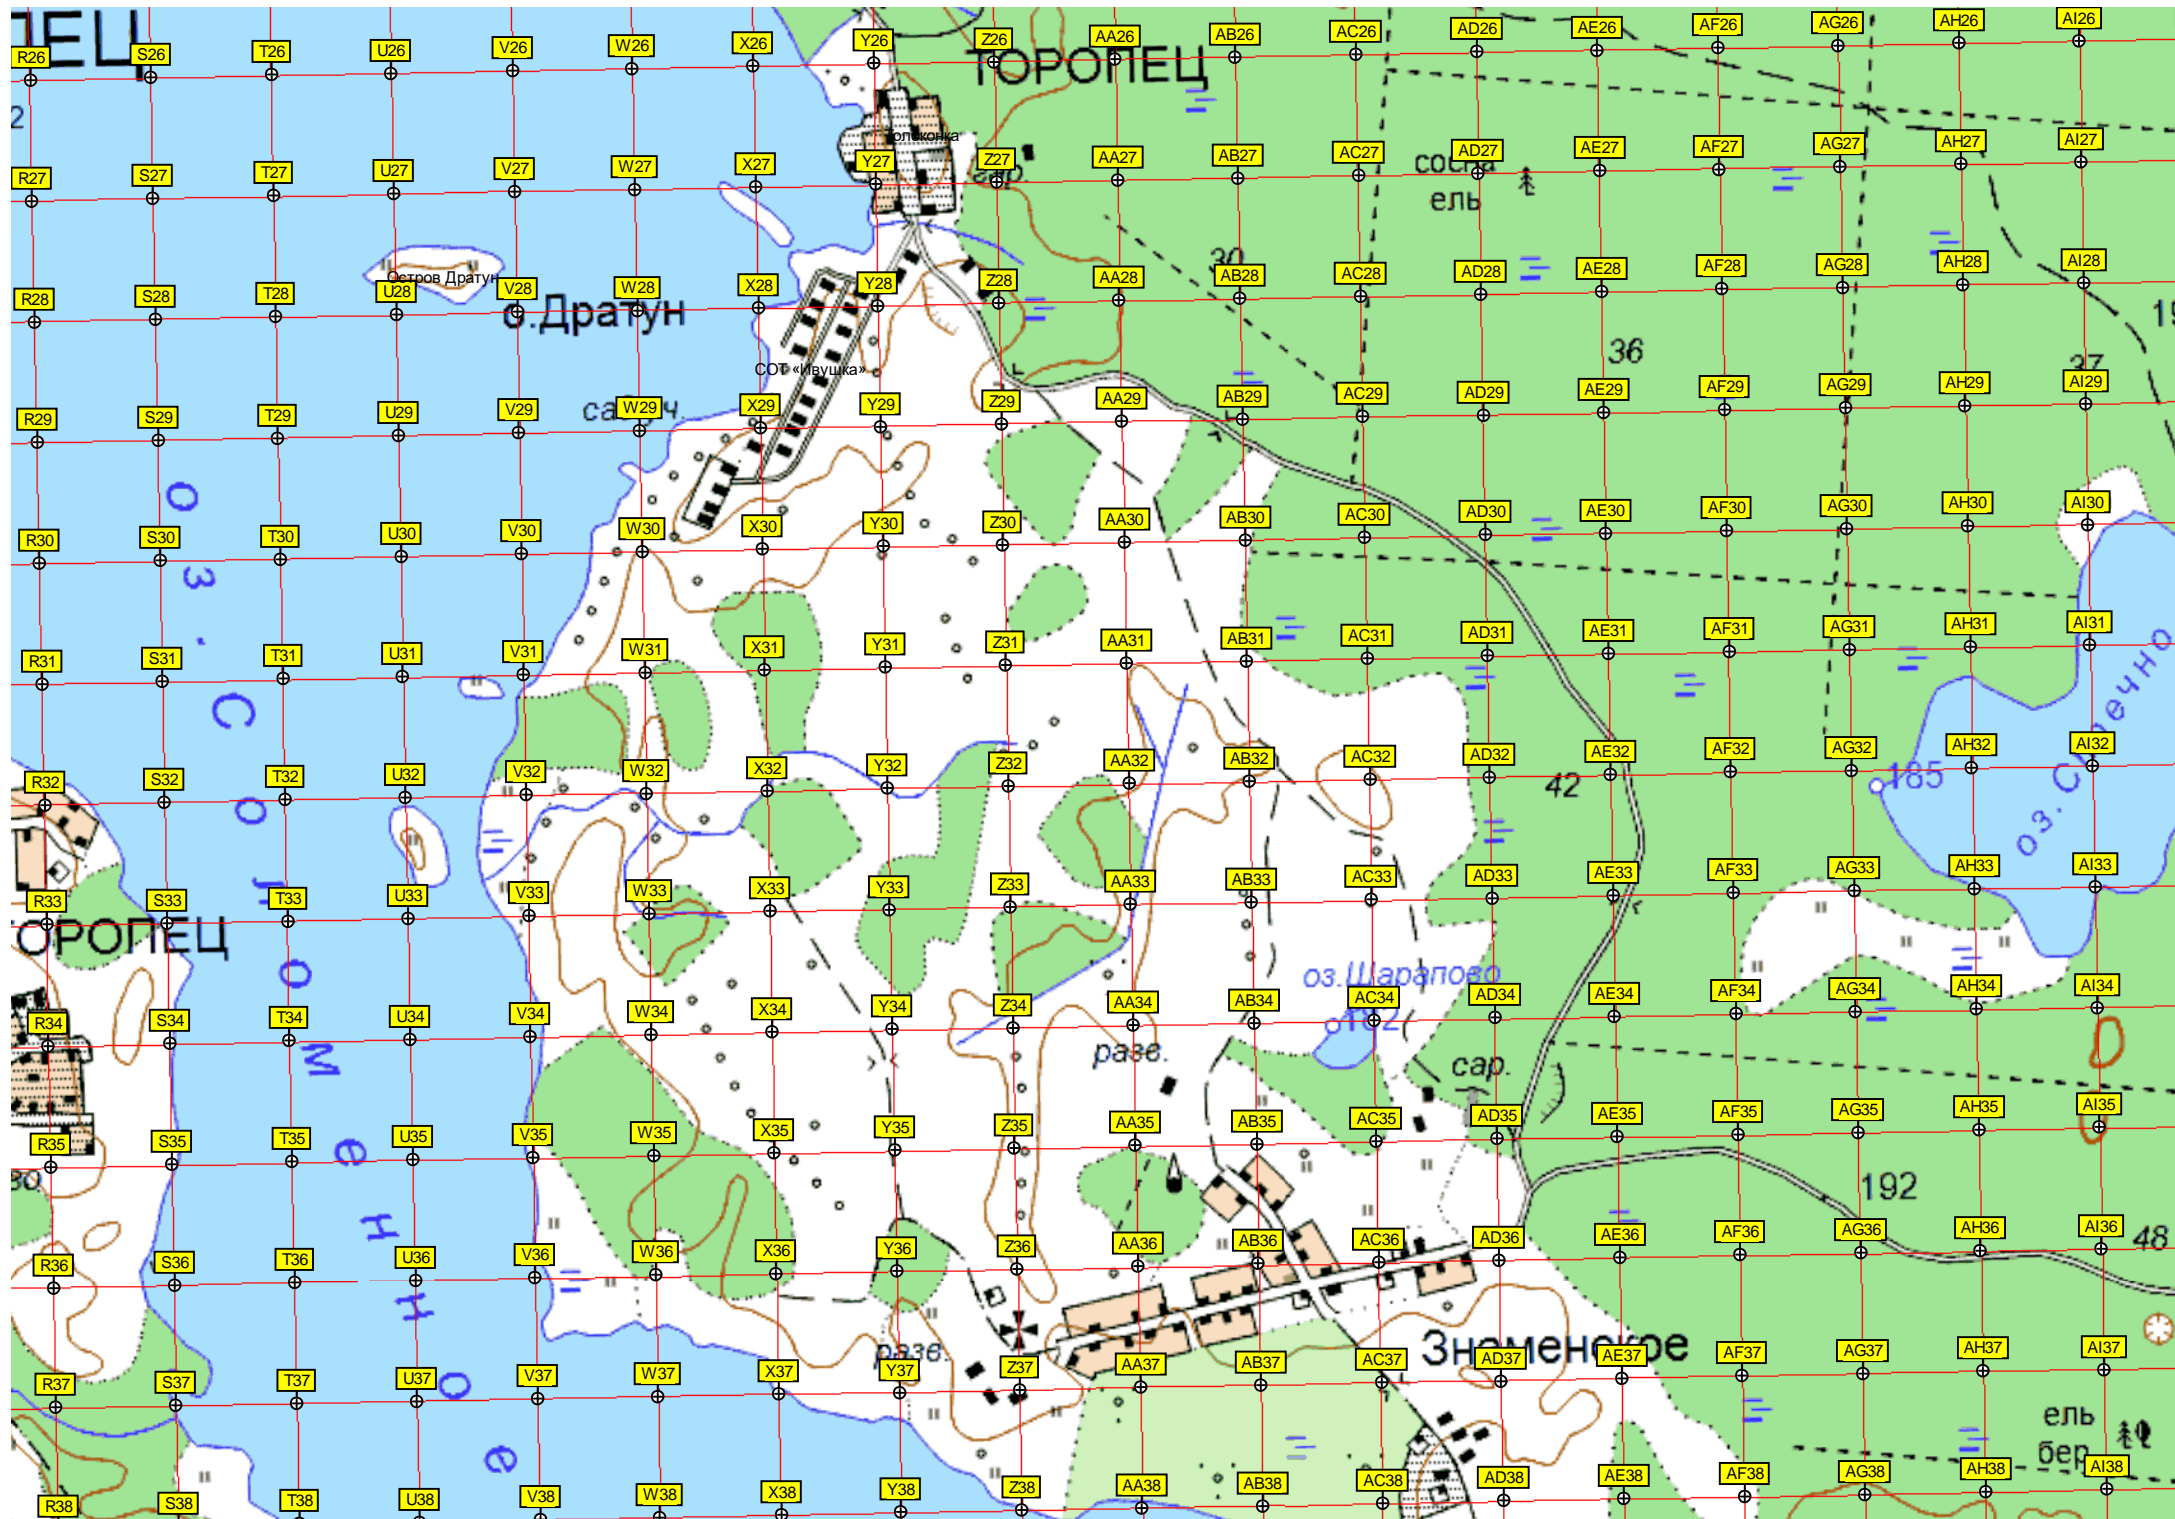 ПЕЦ
ТОРОПЕЦ
R26 S26 T26 U26 V26 W26 X26 Y26 Z26 AA26 AB26 AC26 AD26 AE26 AF26 AG26 AH26 AI26
2
Толоконка
R27 S27 T27 U27 V27 W27 X27 Y27 Z27 AA27 AB27 AC27 AD27 AE27 AF27 AG27 AH27 AI27
сосна
ель
30
Остров Дратун
R28 S28 T28 U28 V28 W28 X28 Y28 Z28 AA28 AB28 AC28 AD28 AE28 AF28 AG28 AH28 AI28
о.Дратун
36
37
СОТ «Ивушка»
R29 S29 T29 U29 V29 W29 X29 Y29 Z29 AA29 AB29 AC29 AD29 AE29 AF29 AG29 AH29 AI29
R30 S30 T30 U30 V30 W30 X30 Y30 Z30 AA30 AB30 AC30 AD30 AE30 AF30 AG30 AH30 AI30
оз. Соломенное
R31 S31 T31 U31 V31 W31 X31 Y31 Z31 AA31 AB31 AC31 AD31 AE31 AF31 AG31 AH31 AI31
R32 S32 T32 U32 V32 W32 X32 Y32 Z32 AA32 AB32 AC32 AD32 AE32 AF32 AG32 AH32 AI32
42
185
R33 S33 T33 U33 V33 W33 X33 Y33 Z33 AA33 AB33 AC33 AD33 AE33 AF33 AG33 AH33 AI33
ОРОПЕЦ
оз.Шарапово
R34 S34 T34 U34 V34 W34 X34 Y34 Z34 AA34 AB34 AC34 AD34 AE34 AF34 AG34 AH34 AI34
182
разв.
сар.
R35 S35 T35 U35 V35 W35 X35 Y35 Z35 AA35 AB35 AC35 AD35 AE35 AF35 AG35 AH35 AI35
192
R36 S36 T36 U36 V36 W36 X36 Y36 Z36 AA36 AB36 AC36 AD36 AE36 AF36 AG36 AH36 AI36
48
разв.
Знаменское
R37 S37 T37 U37 V37 W37 X37 Y37 Z37 AA37 AB37 AC37 AD37 AE37 AF37 AG37 AH37 AI37
ель
бер.
R38 S38 T38 U38 V38 W38 X38 Y38 Z38 AA38 AB38 AC38 AD38 AE38 AF38 AG38 AH38 AI38